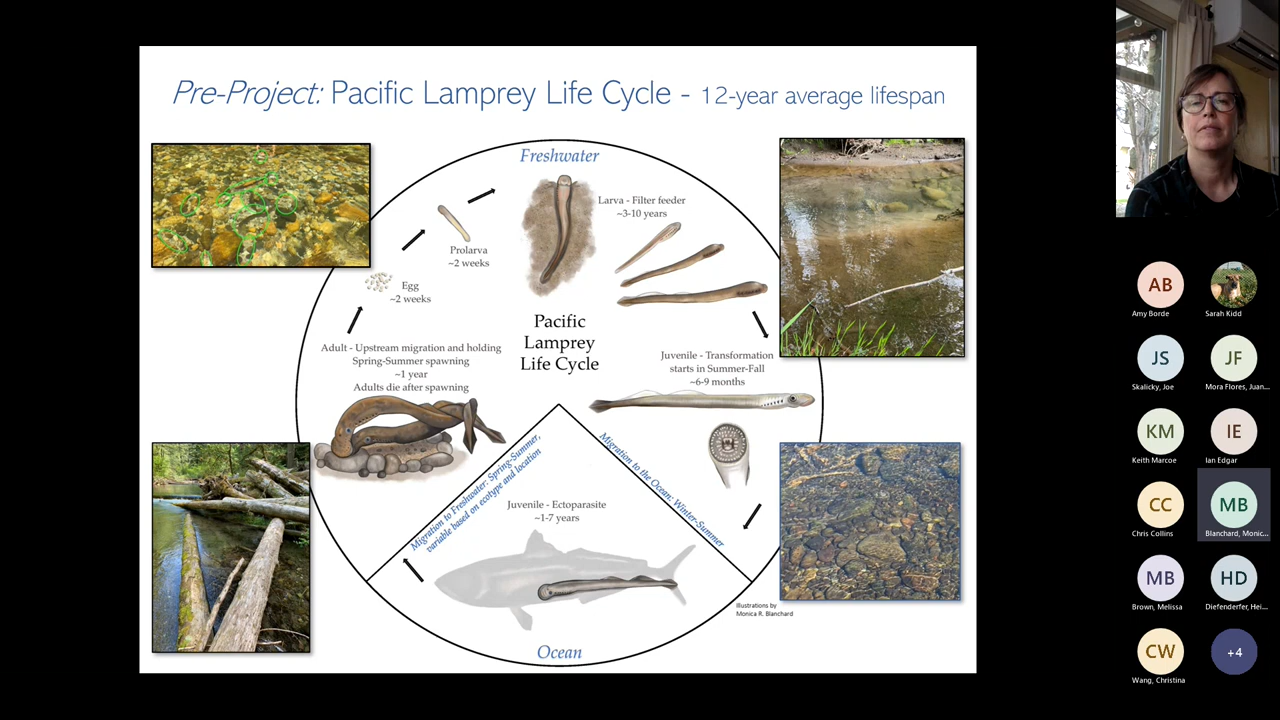 Pre-Project: Pacific Lamprey Life Cycle - 12-year average lifespan
Freshwater
Larva - Filter feeder
~3-10 years
Prolarva
~2 weeks
Egg
~2 weeks
Pacific
Lamprey
Life Cycle
Adult - Upstream migration and holding
Spring-Summer spawning
~1 year
Adults die after spawning
Juvenile - Transformation
starts in Summer-Fall
~6-9 months
Migration to Freshwater: Spring-Summer,
variable based on ecotype and location
Migration to the Ocean: Winter-Summer
Juvenile - Ectoparasite
~1-7 years
Illustrations by
Monica R. Blanchard
Ocean
AB
Amy Borde
Sarah Kidd
JS
Skalicky, Joe
JF
Mora Flores, Juan...
KM
Keith Marcoe
IE
Ian Edgar
CC
Chris Collins
MB
Blanchard, Monic...
MB
Brown, Melissa
HD
Diefenderfer, Hei...
CW
Wang, Christina
+4